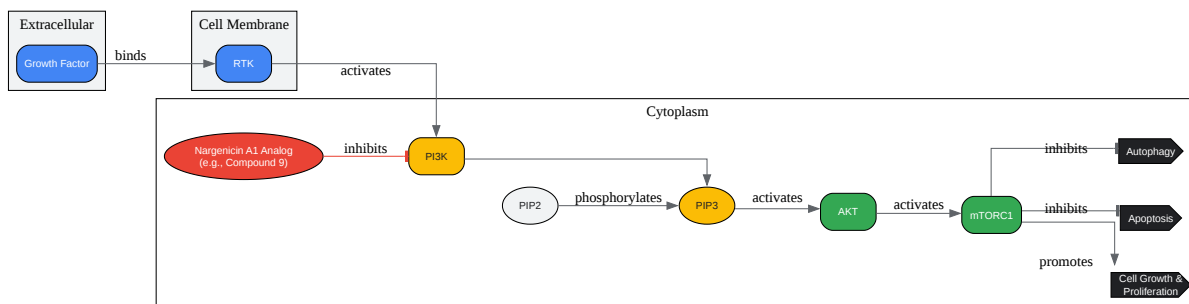 Extracellular
Cell Membrane
Growth Factor
binds
RTK
activates
Cytoplasm
Nargenicin A1 Analog
(e.g., Compound 9)
inhibits
PI3K
inhibits
Autophagy
PIP2
phosphorylates
PIP3
activates
AKT
activates
mTORC1
inhibits
Apoptosis
promotes
Cell Growth &
Proliferation